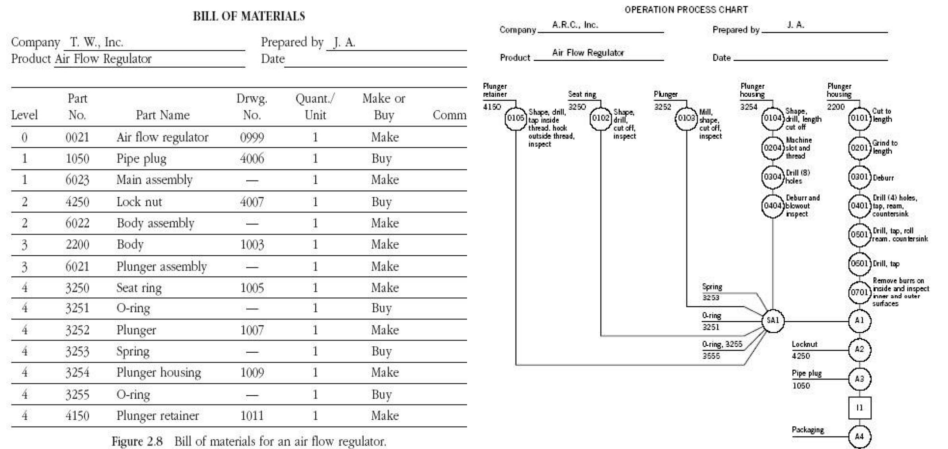 BILL OF MATERIALS
Company T. W., Inc. Prepared by J. A.
Product Air Flow Regulator Date
Level Part No. Part Name Drwg. No. Quant./ Unit Make or Buy Comm
0 0021 Air flow regulator 0999 1 Make
1 1050 Pipe plug 4006 1 Buy
1 6023 Main assembly — 1 Make
2 4250 Lock nut 4007 1 Buy
2 6022 Body assembly — 1 Make
3 2200 Body 1003 1 Make
3 6021 Plunger assembly — 1 Make
4 3250 Seat ring 1005 1 Make
4 3251 O-ring — 1 Buy
4 3252 Plunger 1007 1 Make
4 3253 Spring — 1 Buy
4 3254 Plunger housing 1009 1 Make
4 3255 O-ring — 1 Buy
4 4150 Plunger retainer 1011 1 Make
Figure 2.8 Bill of materials for an air flow regulator.
OPERATION PROCESS CHART
Company A.R.C., Inc. Prepared by J. A.
Product Air Flow Regulator Date
Plunger
retainer
4150
0105 Shape, drill,
tap inside
thread, hook
outside thread,
inspect
Seat ring
3250
0102 Shape,
drill,
cut off,
inspect
Plunger
3252
0103 Mill,
shape,
cut off,
inspect
Plunger
housing
3254
0104 Shape,
drill, length
cut off
0204 Machine
slot and
thread
0304 Drill (8)
holes
0404 Deburr and
blowout
inspect
Plunger
housing
2200
0101 Cut to
length
0201 Grind to
length
0301 Deburr
0401 Drill (4) holes,
tap, ream,
countersink
0501 Drill, tap, roll
ream, countersink
0601 Drill, tap
0701 Remove burrs on
inside and inspect
inner and outer
surfaces
Spring
3253
O-ring
3251
O-ring, 3255
3555
SA1
A1
Locknut
4250
A2
Pipe plug
1050
A3
I1
Packaging
A4